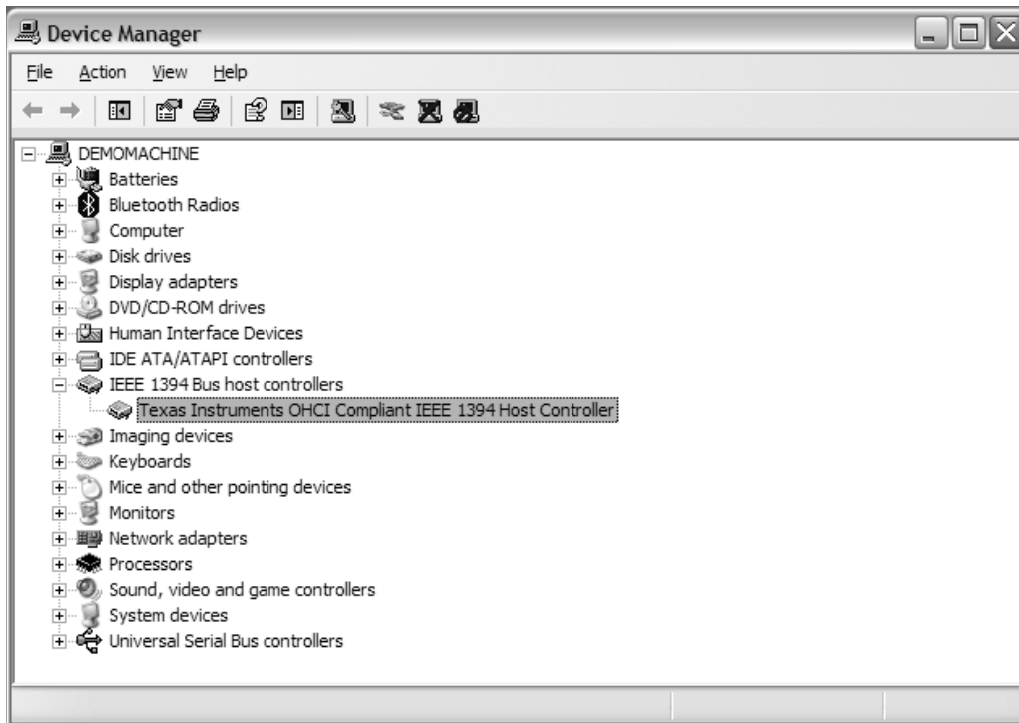 Device Manager
File Action View Help
DEMOMACHINE
Batteries
Bluetooth Radios
Computer
Disk drives
Display adapters
DVD/CD-ROM drives
Human Interface Devices
IDE ATA/ATAPI controllers
IEEE 1394 Bus host controllers
Texas Instruments OHCI Compliant IEEE 1394 Host Controller
Imaging devices
Keyboards
Mice and other pointing devices
Monitors
Network adapters
Processors
Sound, video and game controllers
System devices
Universal Serial Bus controllers